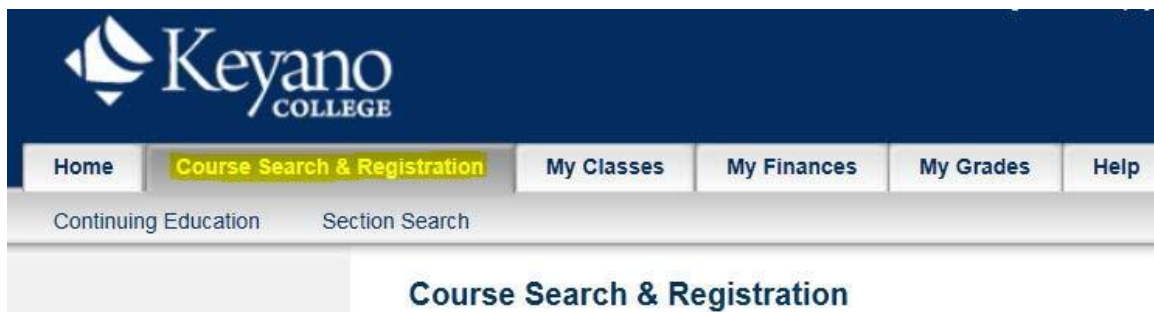 Keyano
COLLEGE
Home Course Search & Registration My Classes My Finances My Grades Help
Continuing Education Section Search
Course Search & Registration